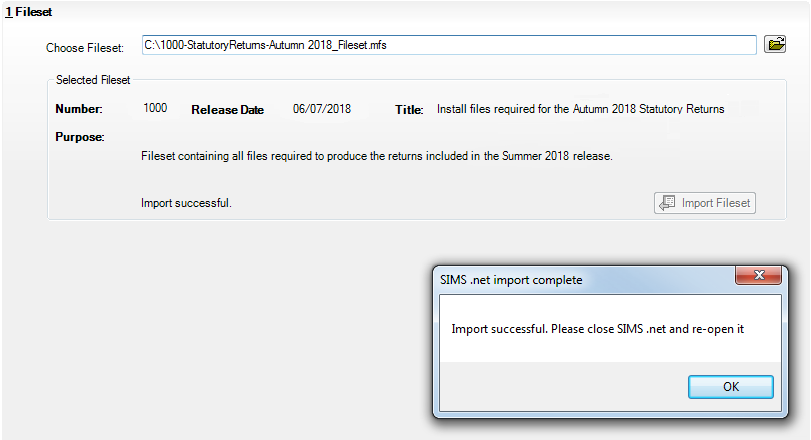 1 Fileset
Choose Fileset: C:\1000-StatutoryReturns-Autumn 2018_Fileset.mfs
Selected Fileset
Number: 1000 Release Date 06/07/2018 Title: Install files required for the Autumn 2018 Statutory Returns
Purpose:
Fileset containing all files required to produce the returns included in the Summer 2018 release.
Import successful. Import Fileset
SIMS .net import complete
Import successful. Please close SIMS .net and re-open it
OK